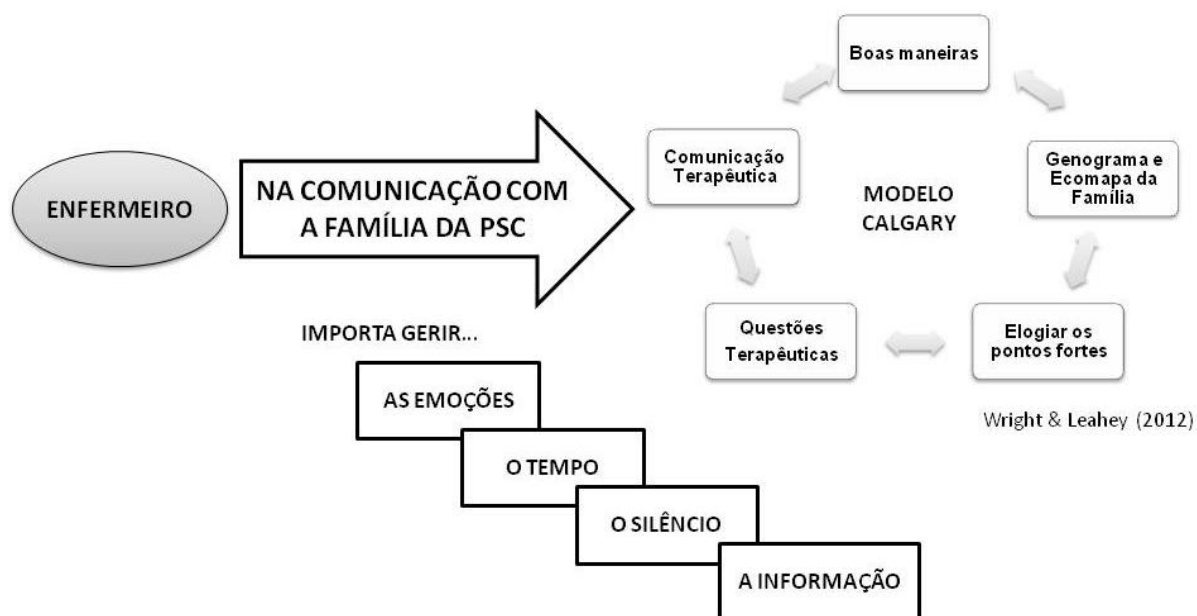 ENFERMEIRO
NA COMUNICAÇÃO COM
A FAMÍLIA DA PSC
Boas maneiras
Comunicação
Terapêutica
Genograma e
Ecomapa da
Família
MODELO
CALGARY
Questões
Terapêuticas
Elogiar os
pontos fortes
Wright & Leahey (2012)
IMPORTA GERIR...
AS EMOÇÕES
O TEMPO
O SILÊNCIO
A INFORMAÇÃO